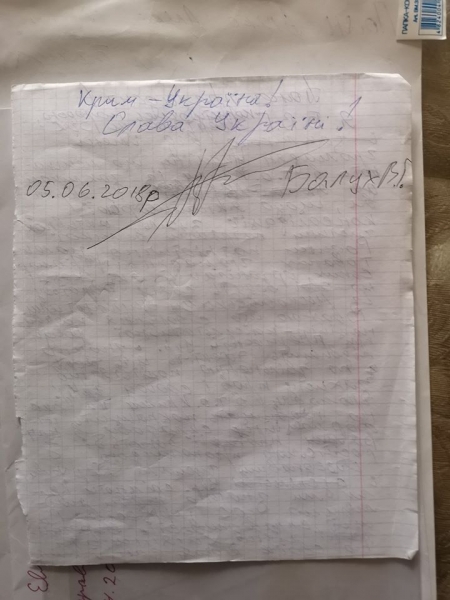 Крим – Україна!
Слава Україні!
05.06.2018р Балух В.Г.